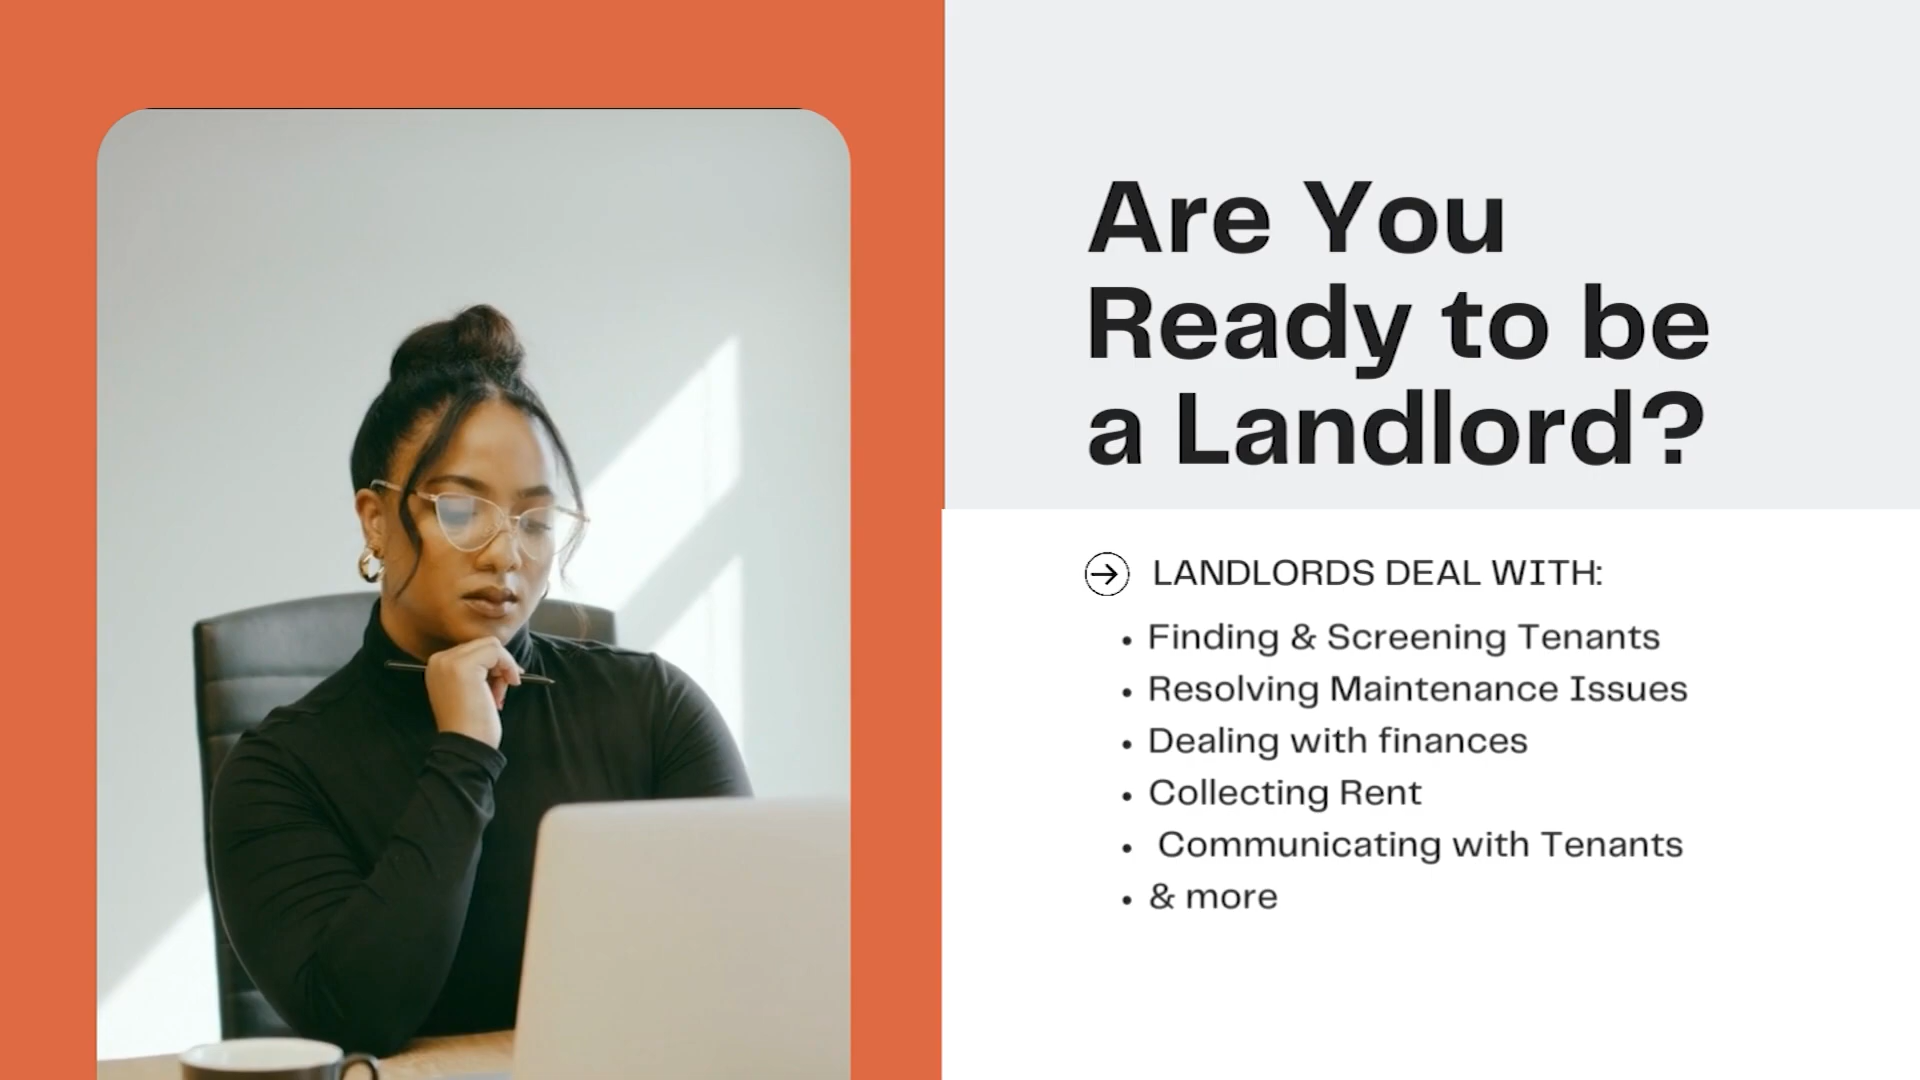 Are You
Ready to be
a Landlord?
LANDLORDS DEAL WITH:
• Finding & Screening Tenants
• Resolving Maintenance Issues
• Dealing with finances
• Collecting Rent
• Communicating with Tenants
• & more